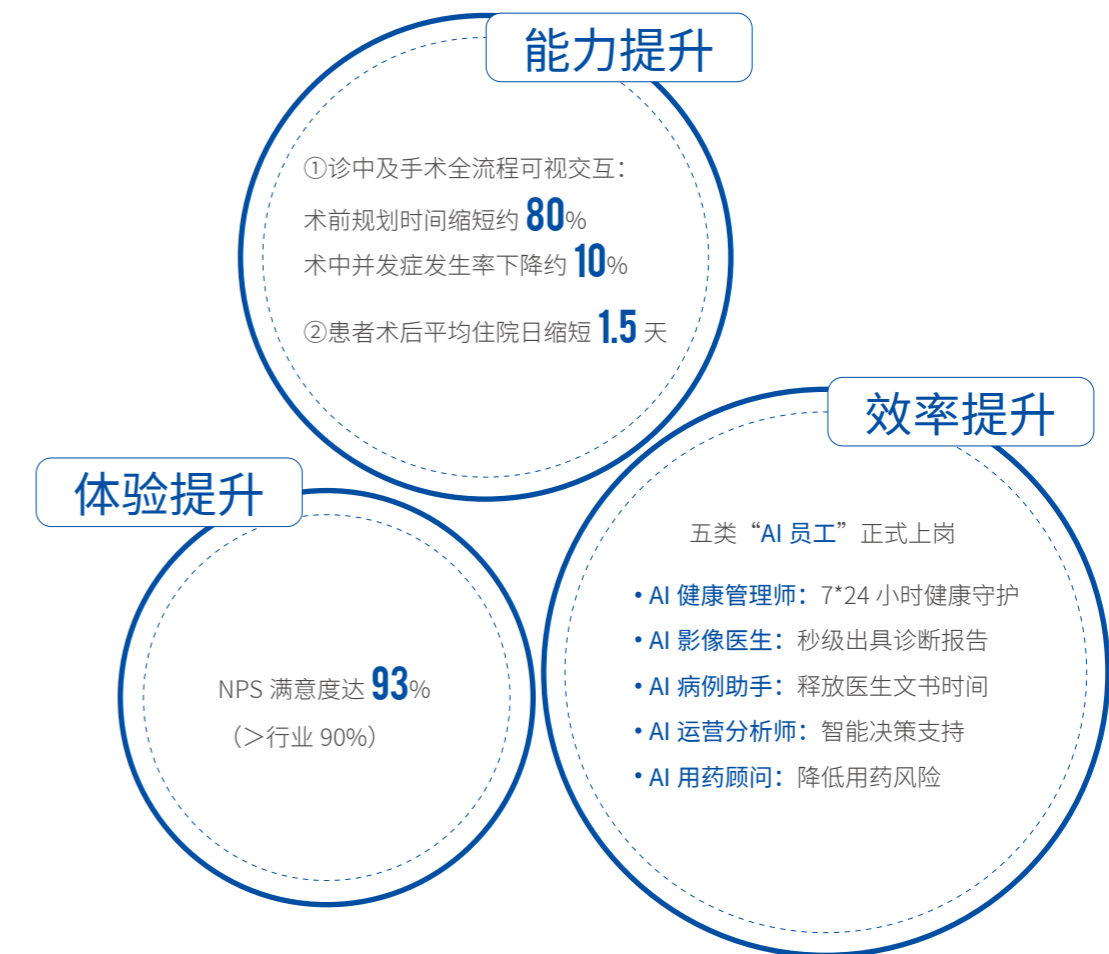 能力提升
①诊中及手术全流程可视交互：
术前规划时间缩短约 80%
术中并发症发生率下降约 10%
②患者术后平均住院日缩短 1.5 天
体验提升
NPS 满意度达 93%
（＞行业 90%）
效率提升
五类“AI 员工”正式上岗
• AI 健康管理师：7*24 小时健康守护
• AI 影像医生：秒级出具诊断报告
• AI 病例助手：释放医生文书时间
• AI 运营分析师：智能决策支持
• AI 用药顾问：降低用药风险